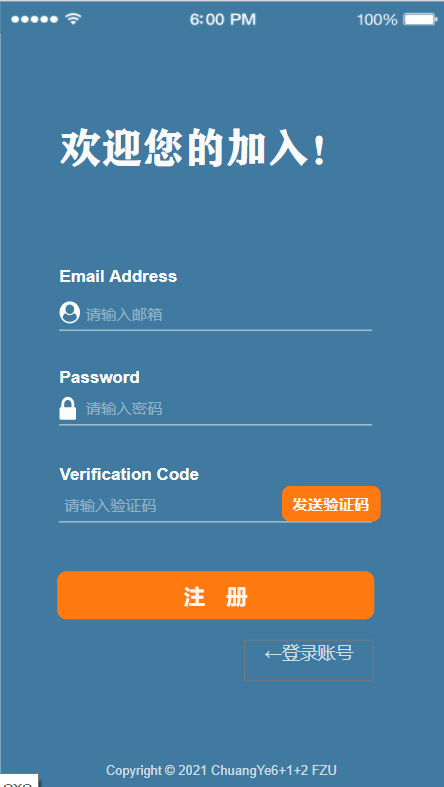 6:00 PM 100%
欢迎您的加入!
Email Address
请输入邮箱
Password
请输入密码
Verification Code
请输入验证码 发送验证码
注 册
←登录账号
Copyright © 2021 ChuangYe6+1+2 FZU